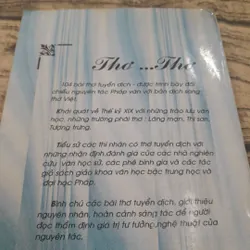 Thơ ...Thơ
104 bài thơ tuyển dịch - được trình bày đối
chiếu nguyên tác Pháp văn với bản dịch sang
Thơ Việt.
Khái quát về Thế kỷ XIX với những trào lưu văn
học, những trường phái thơ : Lãng mạn, Thi sơn,
Tượng trưng.
Tiểu sử các thi nhân có thơ tuyển dịch với
những nhận định đánh giá của các nhà nghiên
cứu văn học sử, các phê bình gia và các tác
giả sách giáo khoa văn học bậc trung học và
đại học Pháp.
Bình chú các bài thơ tuyển dịch, giới thiệu
nguyên nhân, hoàn cảnh sáng tác để người
đọc thẩm định giá trị tư tưởng nghệ thuật của
nguyên tác.